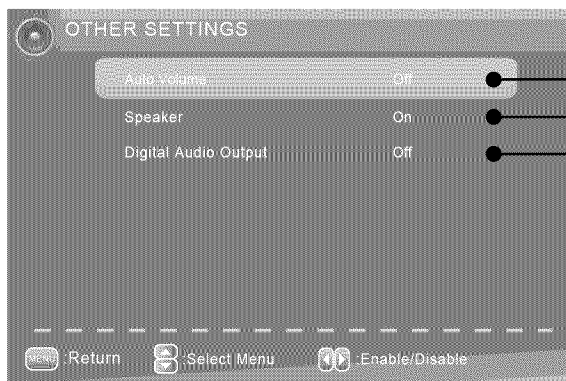 OTHER SETTINGS
Auto Volume Off
Speaker On
Digital Audio Output Off
MENU :Return :Select Menu :Enable/Disable